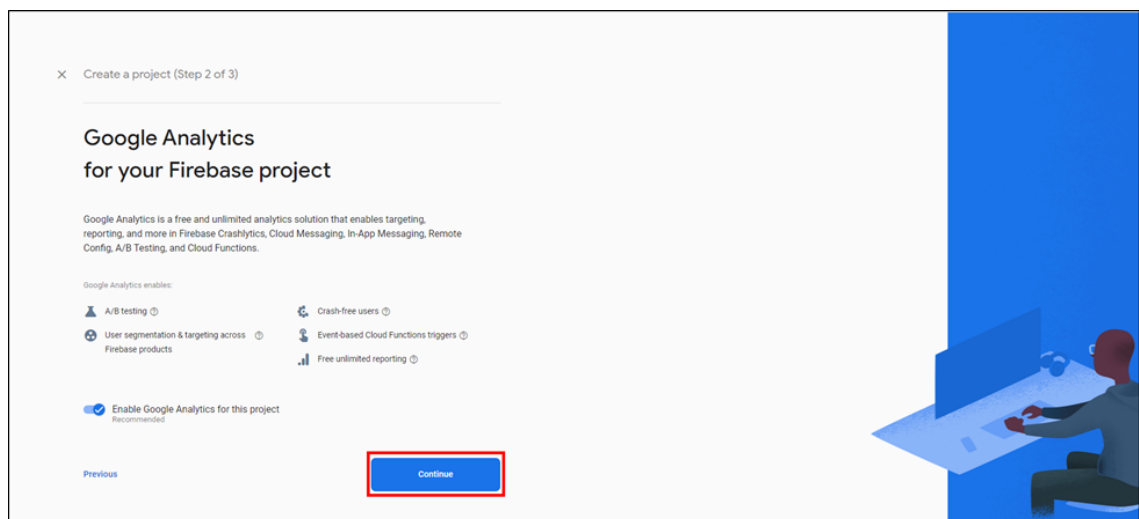 Create a project (Step 2 of 3)
Google Analytics
for your Firebase project
Google Analytics is a free and unlimited analytics solution that enables targeting,
reporting, and more in Firebase Crashlytics, Cloud Messaging, In-App Messaging, Remote
Config, A/B Testing, and Cloud Functions.
Google Analytics enables:
A/B testing
User segmentation & targeting across
Firebase products
Crash-free users
Event-based Cloud Functions triggers
Free unlimited reporting
Enable Google Analytics for this project
Recommended
Previous
Continue